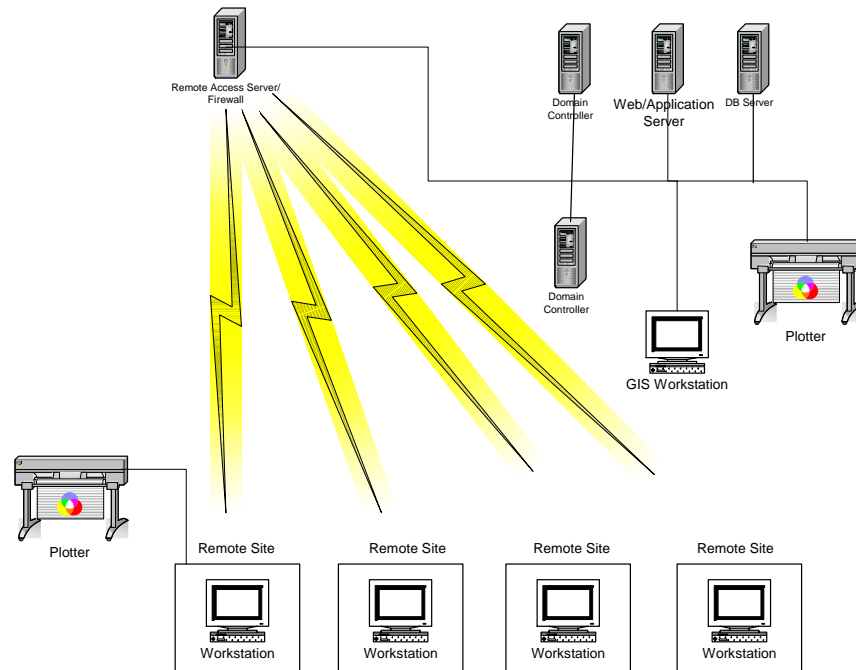 Remote Access Server/
Firewall
Domain
Controller
Web/Application
Server
DB Server
Domain
Controller
Plotter
GIS Workstation
Plotter
Remote Site
Remote Site
Remote Site
Remote Site
Workstation
Workstation
Workstation
Workstation